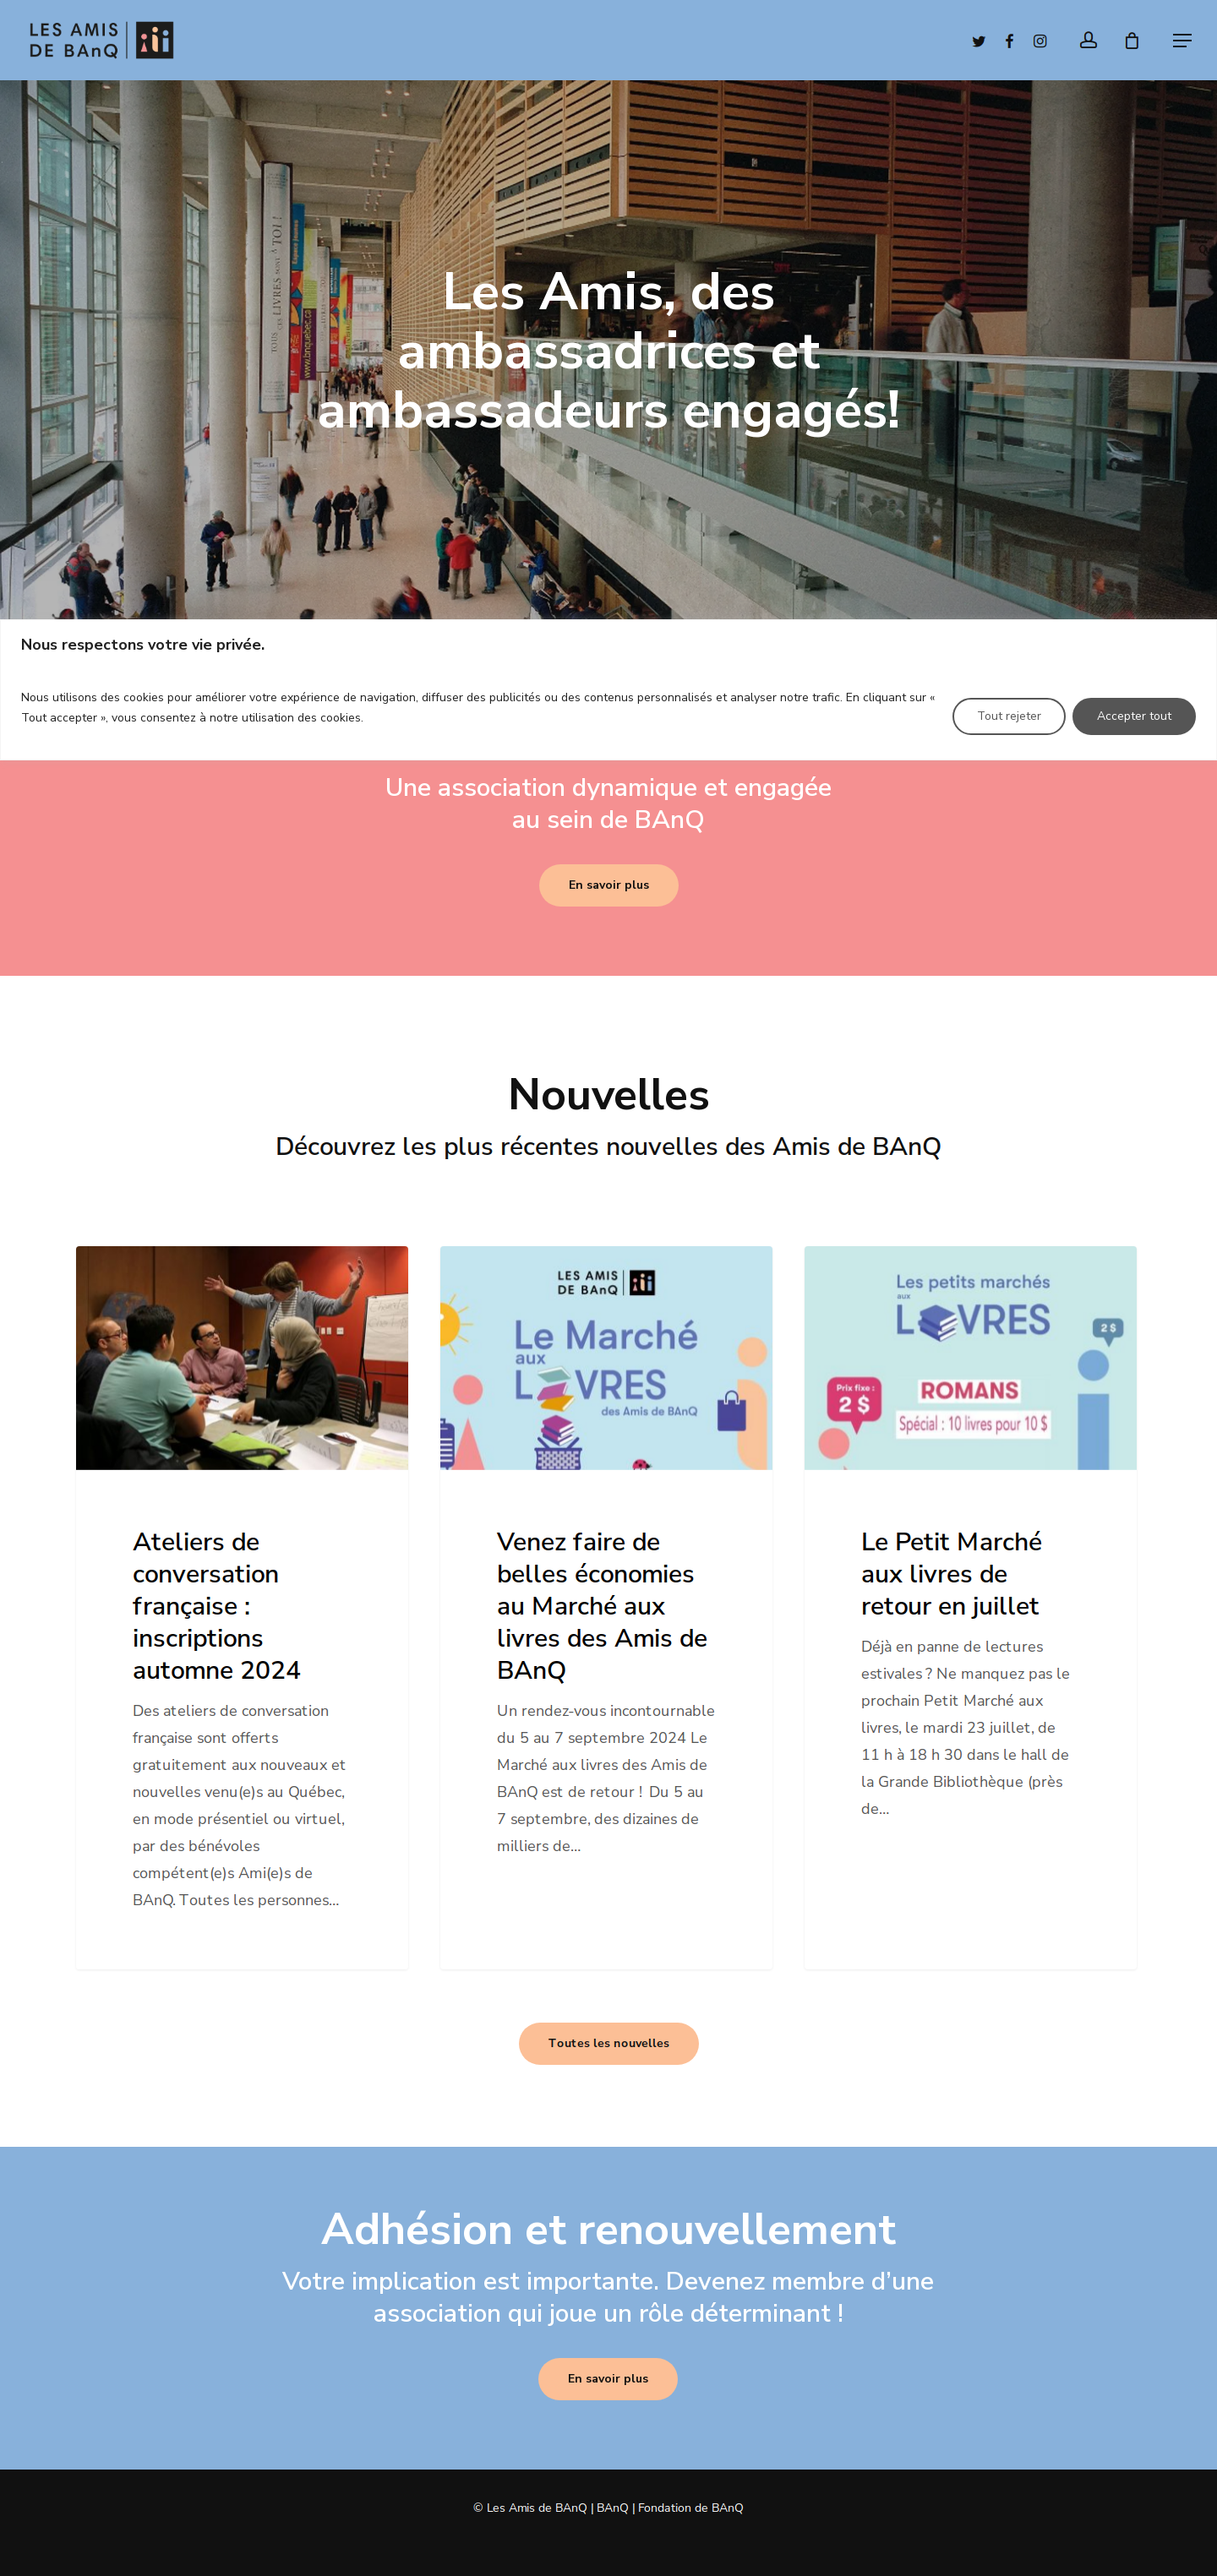 LES AMIS
DE BAnQ
Les Amis, des
ambassadrices et
ambassadeurs engagés!
Nous respectons votre vie privée.
Nous utilisons des cookies pour améliorer votre expérience de navigation, diffuser des publicités ou des contenus personnalisés et analyser notre trafic. En cliquant sur «
Tout accepter », vous consentez à notre utilisation des cookies.
Tout rejeter
Accepter tout
Une association dynamique et engagée
au sein de BAnQ
En savoir plus
Nouvelles
Découvrez les plus récentes nouvelles des Amis de BAnQ
LES AMIS
DE BAnQ
Le Marché
aux
LIVRES
des Amis de BAnQ
Les petits marchés
aux
LIVRES
2 $
Prix fixe :
2 $
ROMANS
Spécial : 10 livres pour 10 $
Ateliers de
conversation
française :
inscriptions
automne 2024
Des ateliers de conversation
française sont offerts
gratuitement aux nouveaux et
nouvelles venu(e)s au Québec,
en mode présentiel ou virtuel,
par des bénévoles
compétent(e)s Ami(e)s de
BAnQ. Toutes les personnes…
Venez faire de
belles économies
au Marché aux
livres des Amis de
BAnQ
Un rendez-vous incontournable
du 5 au 7 septembre 2024 Le
Marché aux livres des Amis de
BAnQ est de retour ! Du 5 au
7 septembre, des dizaines de
milliers de…
Le Petit Marché
aux livres de
retour en juillet
Déjà en panne de lectures
estivales ? Ne manquez pas le
prochain Petit Marché aux
livres, le mardi 23 juillet, de
11 h à 18 h 30 dans le hall de
la Grande Bibliothèque (près
de…
Toutes les nouvelles
Adhésion et renouvellement
Votre implication est importante. Devenez membre d’une
association qui joue un rôle déterminant !
En savoir plus
© Les Amis de BAnQ | BAnQ | Fondation de BAnQ